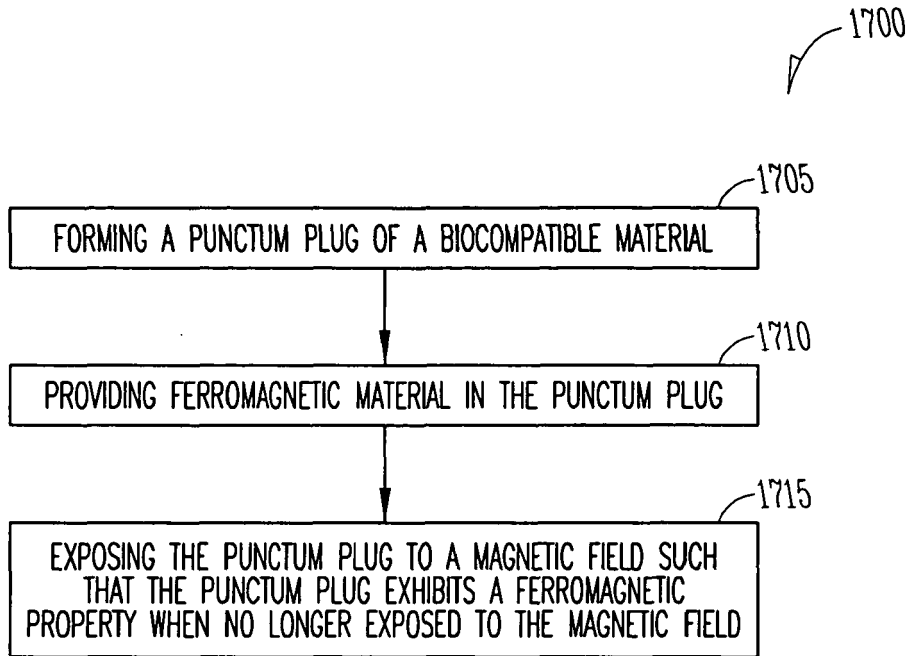 1700
1705
FORMING A PUNCTUM PLUG OF A BIOCOMPATIBLE MATERIAL
1710
PROVIDING FERROMAGNETIC MATERIAL IN THE PUNCTUM PLUG
1715
EXPOSING THE PUNCTUM PLUG TO A MAGNETIC FIELD SUCH
THAT THE PUNCTUM PLUG EXHIBITS A FERROMAGNETIC
PROPERTY WHEN NO LONGER EXPOSED TO THE MAGNETIC FIELD